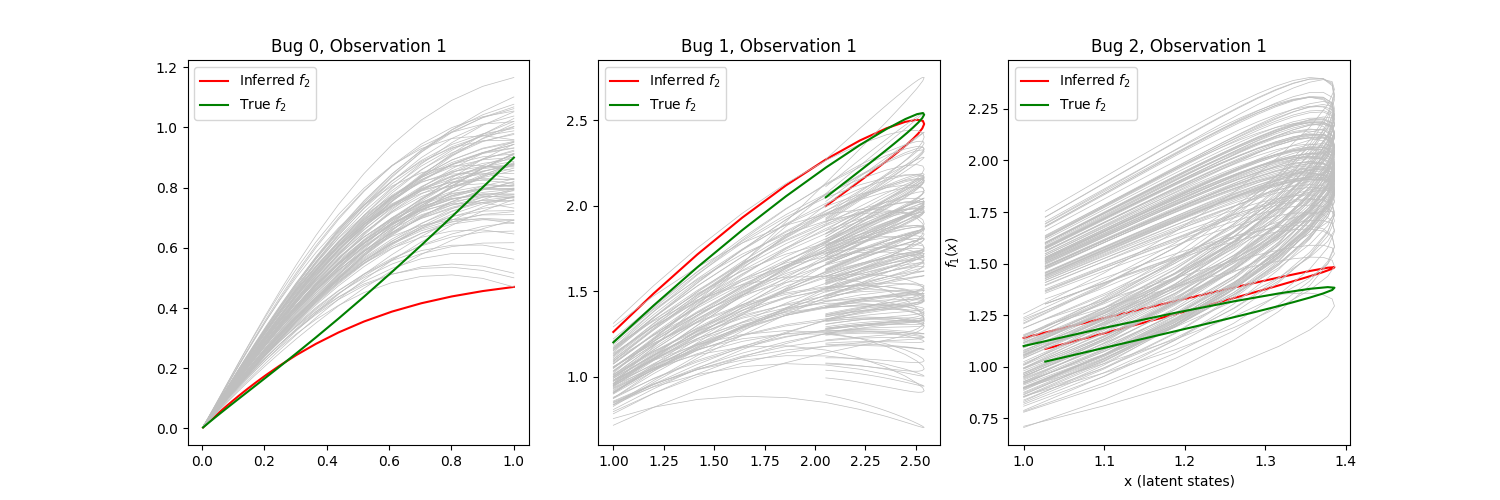 Bug 0, Observation 1
Inferred f₂
True f₂
1.2
1.0
0.8
0.6
0.4
0.2
0.0
0.0 0.2 0.4 0.6 0.8 1.0
Bug 1, Observation 1
Inferred f₂
True f₂
2.5
2.0
1.5
1.0
1.00 1.25 1.50 1.75 2.00 2.25 2.50
Bug 2, Observation 1
Inferred f₂
True f₂
f₁(x)
2.25
2.00
1.75
1.50
1.25
1.00
0.75
1.0 1.1 1.2 1.3 1.4
x (latent states)